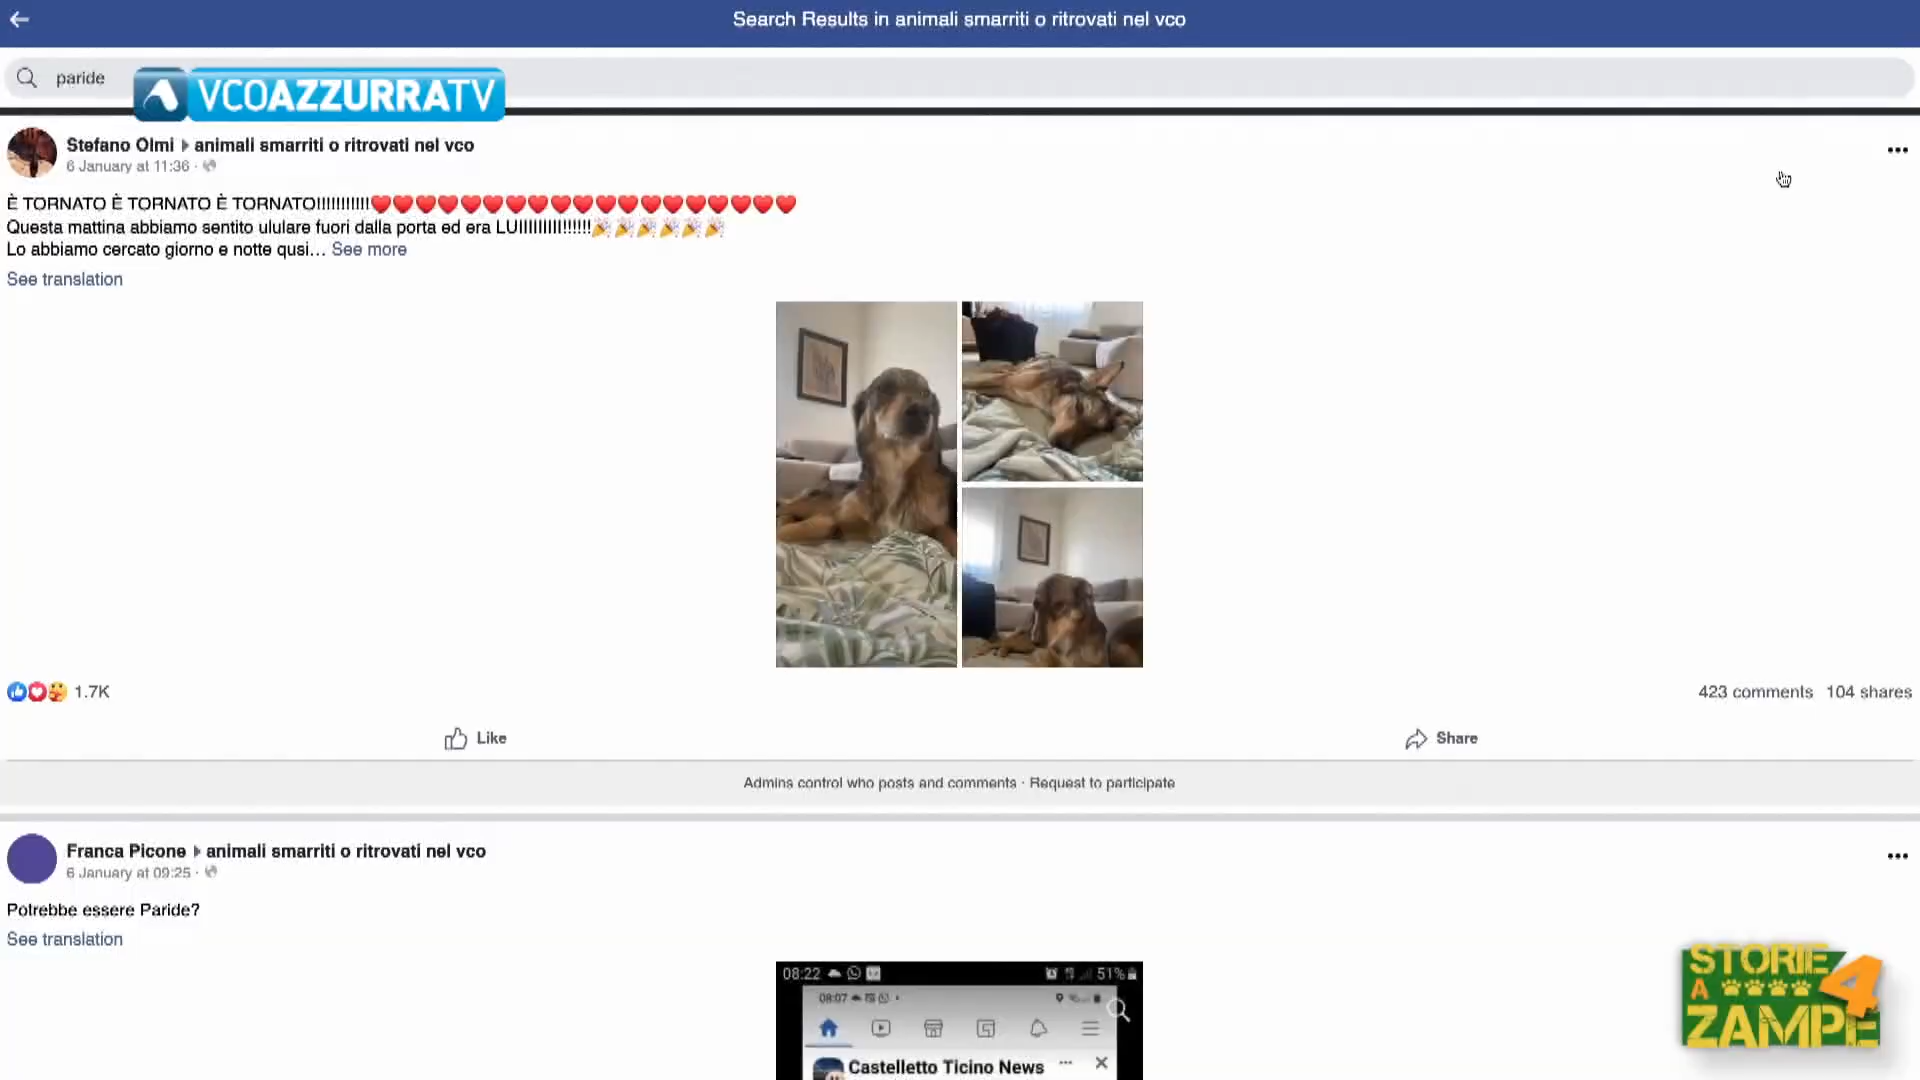 Search Results in animali smarriti o ritrovati nel vco
paride
VCOAZZURRATV
Stefano Olmi ▸ animali smarriti o ritrovati nel vco
6 January at 11:36 ·
È TORNATO È TORNATO È TORNATO!!!!!!!!!!!❤️❤️❤️❤️❤️❤️❤️❤️❤️❤️❤️❤️❤️❤️❤️❤️❤️❤️❤️
Questa mattina abbiamo sentito ululare fuori dalla porta ed era LUIIIIIIIII!!!!!!🎉🎉🎉🎉🎉🎉
Lo abbiamo cercato giorno e notte qusi... See more
See translation
1.7K
423 comments 104 shares
Like
Share
Admins control who posts and comments · Request to participate
Franca Picone ▸ animali smarriti o ritrovati nel vco
6 January at 09:25 ·
Potrebbe essere Paride?
See translation
08:22
51%
08:07
Castelletto Ticino News
STORIE
A 4
ZAMPE